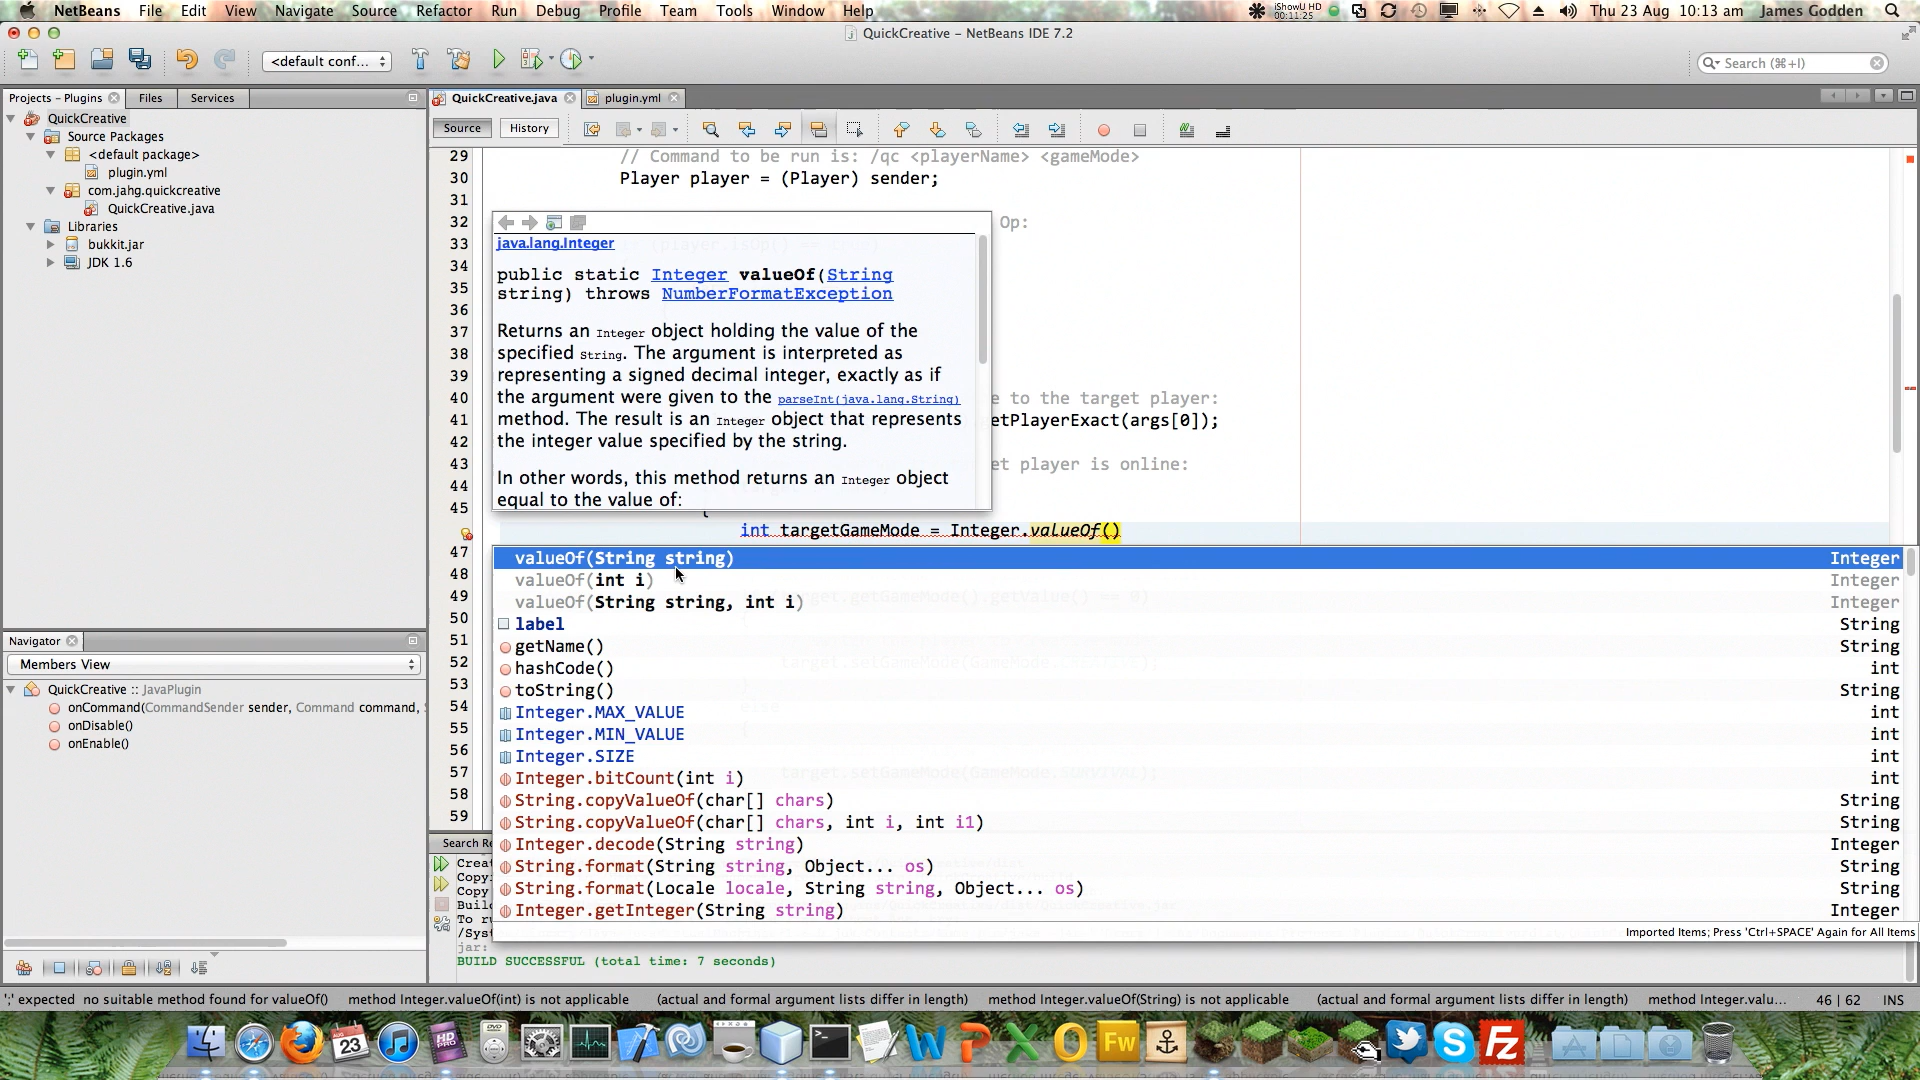 NetBeans File Edit View Navigate Source Refactor Run Debug Profile Team Tools Window Help
iShowU HD
00:11:25
Thu 23 Aug 10:13 am James Godden
QuickCreative – NetBeans IDE 7.2
<default conf...
Search (⌘+I)
Projects – Plugins Files Services
QuickCreative.java plugin.yml
Source History
QuickCreative
Source Packages
<default package>
plugin.yml
com.jahg.quickcreative
QuickCreative.java
Libraries
bukkit.jar
JDK 1.6
29 // Command to be run is: /qc <playerName> <gameMode>
30 Player player = (Player) sender;
31
32 Op:
33
34
35
36
37
38
39
40 e to the target player:
41 etPlayerExact(args[0]);
42
43 et player is online:
44
45 {
int targetGameMode = Integer.valueOf()
47
48
49
50
51
52
53
54
55
56
57
58
59
java.lang.Integer
public static Integer valueOf(String
string) throws NumberFormatException
Returns an Integer object holding the value of the
specified String. The argument is interpreted as
representing a signed decimal integer, exactly as if
the argument were given to the parseInt(java.lang.String)
method. The result is an Integer object that represents
the integer value specified by the string.
In other words, this method returns an Integer object
equal to the value of:
valueOf(String string) Integer
valueOf(int i) Integer
valueOf(String string, int i) Integer
label String
getName() String
hashCode() int
toString() String
Integer.MAX_VALUE int
Integer.MIN_VALUE int
Integer.SIZE int
Integer.bitCount(int i) int
String.copyValueOf(char[] chars) String
String.copyValueOf(char[] chars, int i, int i1) String
Integer.decode(String string) Integer
String.format(String string, Object... os) String
String.format(Locale locale, String string, Object... os) String
Integer.getInteger(String string) Integer
Imported Items; Press 'Ctrl+SPACE' Again for All Items
Navigator
Members View
QuickCreative :: JavaPlugin
onCommand(CommandSender sender, Command command,
onDisable()
onEnable()
Search Re
Creat
Copyi
Copy
Buil
To ru
/Syst
jar:
BUILD SUCCESSFUL (total time: 7 seconds)
';' expected no suitable method found for valueOf() method Integer.valueOf(int) is not applicable (actual and formal argument lists differ in length) method Integer.valueOf(String) is not applicable (actual and formal argument lists differ in length) method Integer.valu... 46 | 62 INS